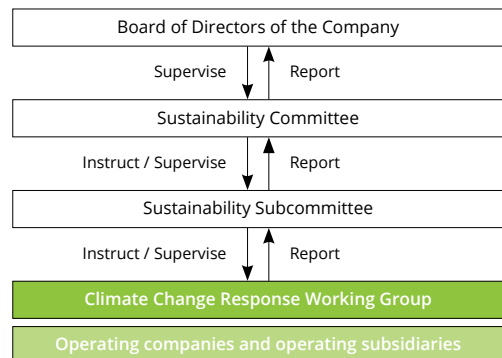 Board of Directors of the Company
Supervise Report
Sustainability Committee
Instruct / Supervise Report
Sustainability Subcommittee
Instruct / Supervise Report
Climate Change Response Working Group
Operating companies and operating subsidiaries